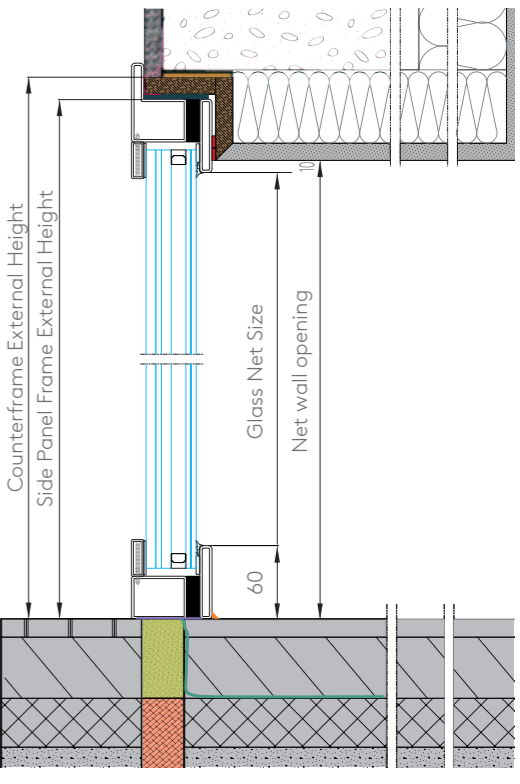 Counterframe External Height
Side Panel Frame External Height
Glass Net Size
Net wall opening
10
60